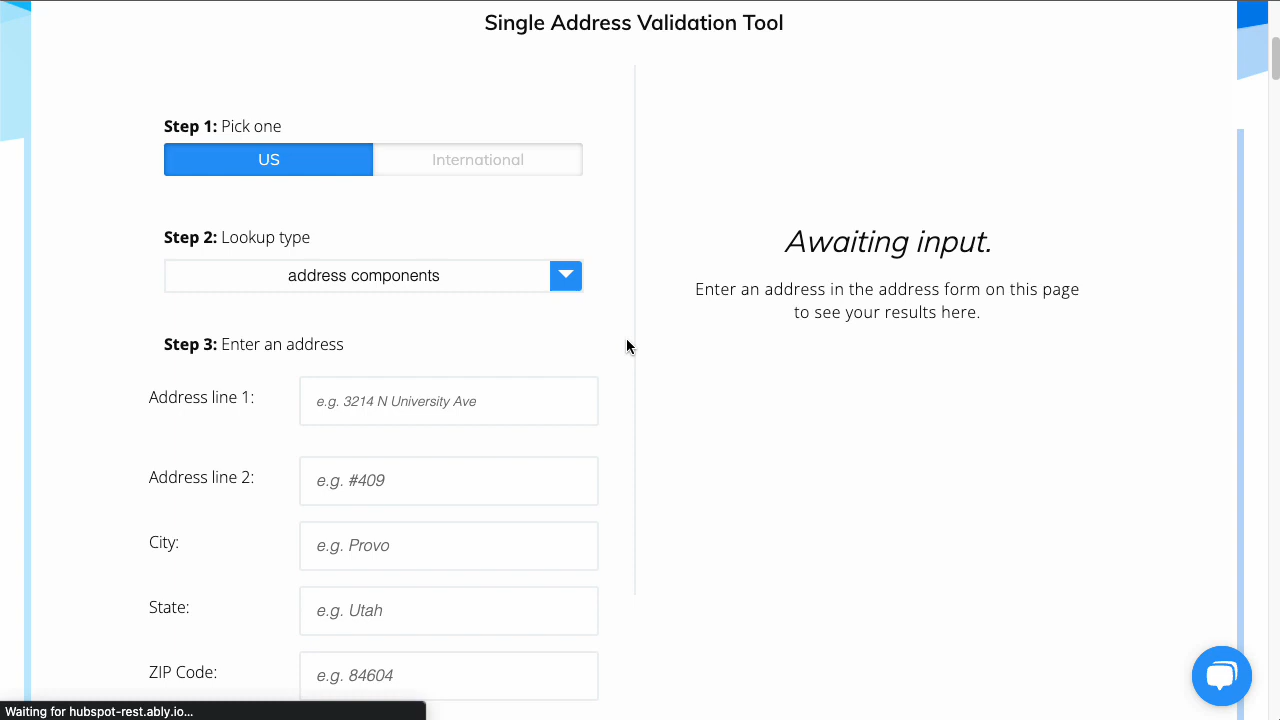 Single Address Validation Tool
Step 1: Pick one
US
International
Step 2: Lookup type
address components
Step 3: Enter an address
Address line 1:
e.g. 3214 N University Ave
Address line 2:
e.g. #409
City:
e.g. Provo
State:
e.g. Utah
ZIP Code:
e.g. 84604
Awaiting input.
Enter an address in the address form on this page
to see your results here.
Waiting for hubspot-rest.ably.io...